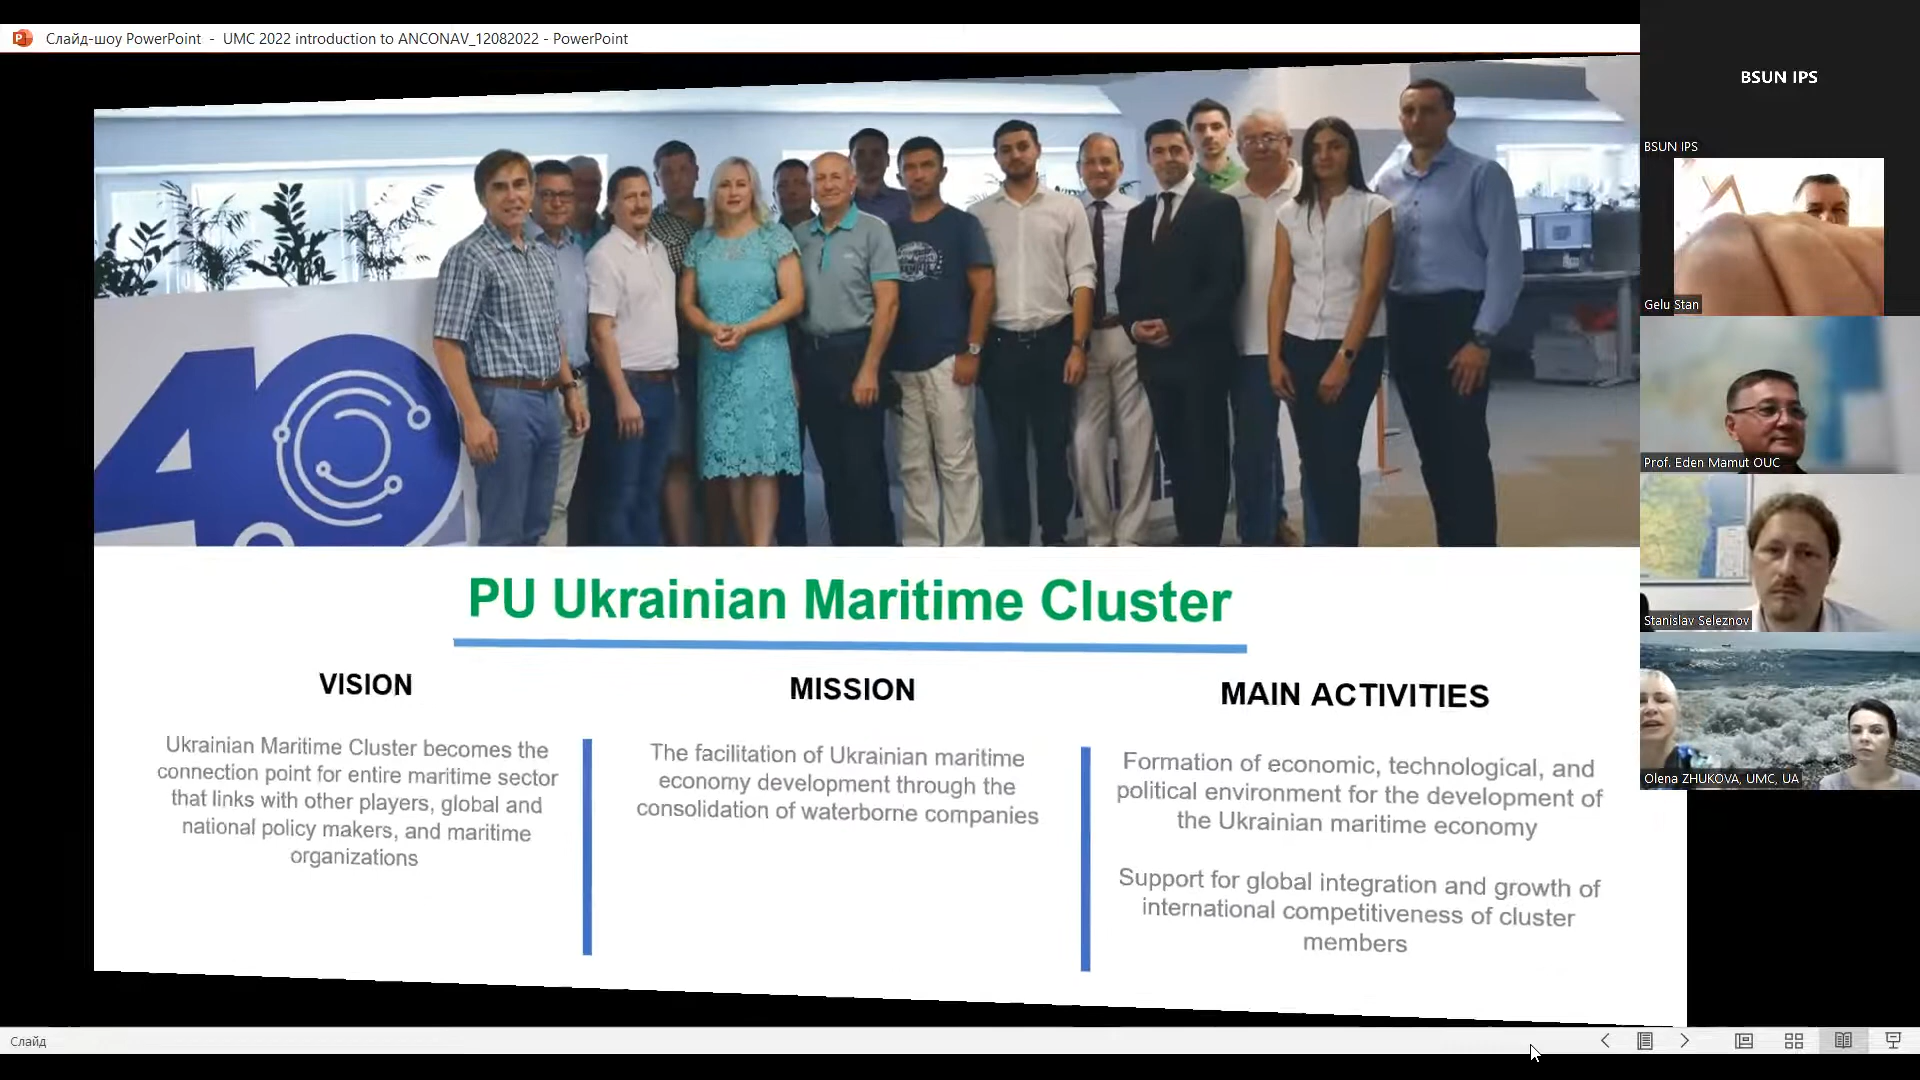 Слайд-шоу PowerPoint - UMC 2022 introduction to ANCONAV_12082022 - PowerPoint
BSUN IPS
BSUN IPS
Gelu Stan
Prof. Eden Mamut OUC
Stanislav Seleznov
Olena ZHUKOVA, UMC, UA
40
PU Ukrainian Maritime Cluster
VISION
Ukrainian Maritime Cluster becomes the
connection point for entire maritime sector
that links with other players, global and
national policy makers, and maritime
organizations
MISSION
The facilitation of Ukrainian maritime
economy development through the
consolidation of waterborne companies
MAIN ACTIVITIES
Formation of economic, technological, and
political environment for the development of
the Ukrainian maritime economy
Support for global integration and growth of
international competitiveness of cluster
members
Слайд